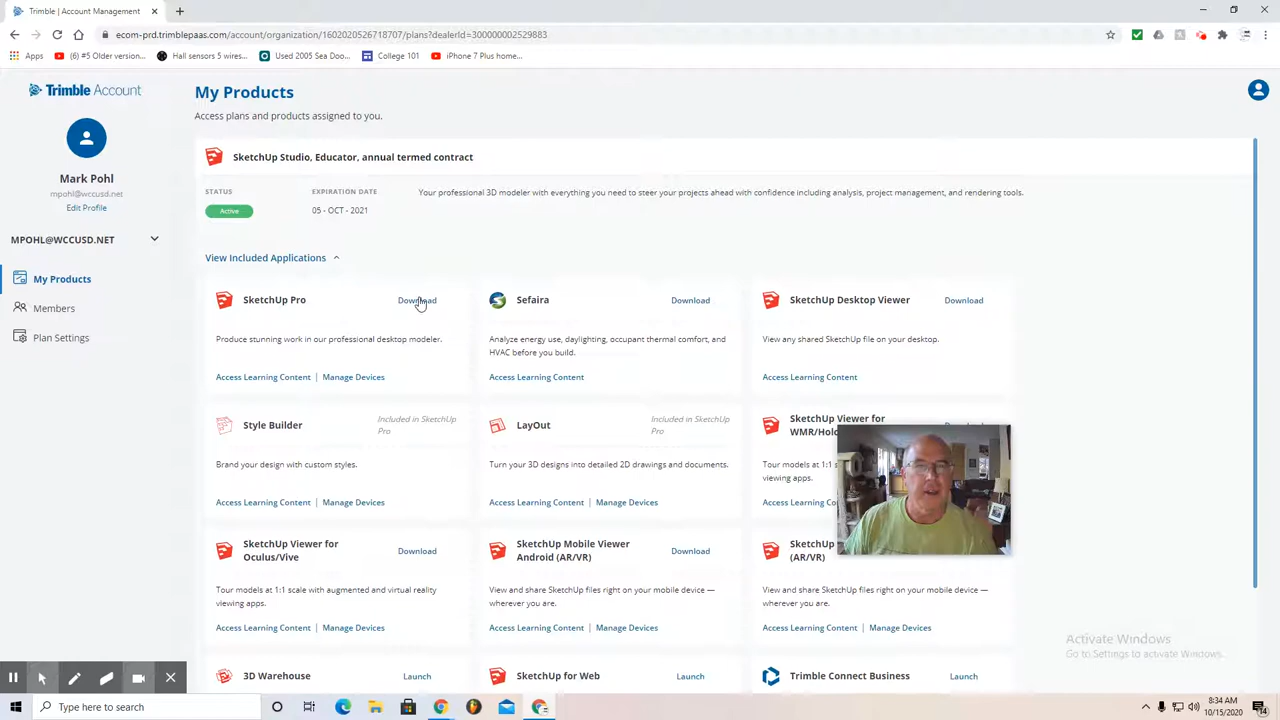 Trimble | Account Management
ecom-prd.trimblepaas.com/account/organization/1602020526718707/plans?dealerId=300000002529883
Apps
(6) #5 Older version...
Hall sensors 5 wires...
Used 2005 Sea Doo...
College 101
iPhone 7 Plus home...
Trimble Account
Mark Pohl
mpohl@wccusd.net
Edit Profile
MPOHL@WCCUSD.NET
My Products
Members
Plan Settings
My Products
Access plans and products assigned to you.
SketchUp Studio, Educator, annual termed contract
STATUS
Active
EXPIRATION DATE
05 - OCT - 2021
Your professional 3D modeler with everything you need to steer your projects ahead with confidence including analysis, project management, and rendering tools.
View Included Applications
SketchUp Pro
Download
Produce stunning work in our professional desktop modeler.
Access Learning Content | Manage Devices
Sefaira
Download
Analyze energy use, daylighting, occupant thermal comfort, and
HVAC before you build.
Access Learning Content
SketchUp Desktop Viewer
Download
View any shared SketchUp file on your desktop.
Access Learning Content
Style Builder
Included in SketchUp
Pro
Brand your design with custom styles.
Access Learning Content | Manage Devices
LayOut
Included in SketchUp
Pro
Turn your 3D designs into detailed 2D drawings and documents.
Access Learning Content | Manage Devices
SketchUp Viewer for
Tour models at 1:1
viewing apps.
Access Learning
SketchUp Viewer for
Oculus/Vive
Download
Tour models at 1:1 scale with augmented and virtual reality
viewing apps.
Access Learning Content | Manage Devices
SketchUp Mobile Viewer
Android (AR/VR)
Download
View and share SketchUp files right on your mobile device —
wherever you are.
Access Learning Content | Manage Devices
SketchUp
(AR/VR)
View and share SketchUp files right on your mobile device —
wherever you are.
Access Learning Content | Manage Devices
3D Warehouse
Launch
SketchUp for Web
Launch
Trimble Connect Business
Launch
Activate Windows
Go to Settings to activate Windows.
Type here to search
8:34 AM
10/15/2020